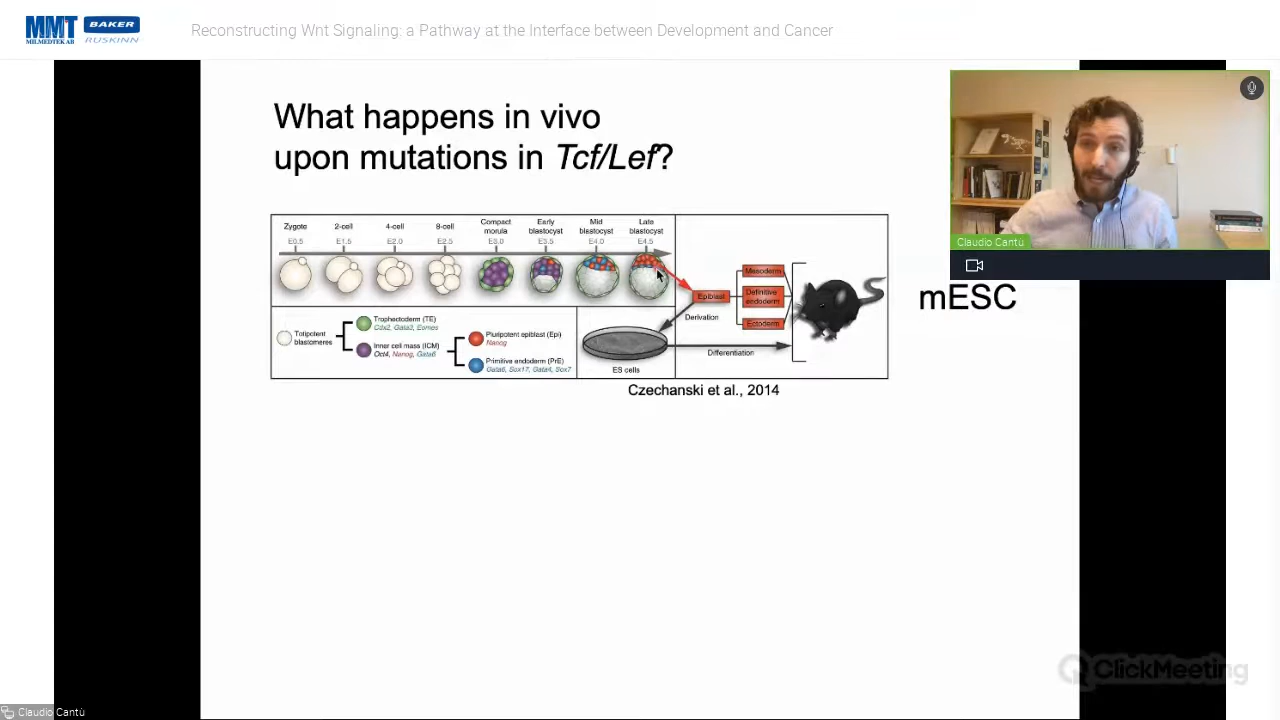 MMT
MILMEDTEK AB
BAKER
RUSKINN
Reconstructing Wnt Signaling: a Pathway at the Interface between Development and Cancer
What happens in vivo
upon mutations in Tcf/Lef?
Zygote
2-cell
4-cell
8-cell
Compact
morula
Early
blastocyst
Mid
blastocyst
Late
blastocyst
E0.5
E1.5
E2.0
E2.5
E3.0
E3.5
E4.0
E4.5
Totipotent
blastomeres
Trophectoderm (TE)
Cdx2, Gata3, Eomes
Inner cell mass (ICM)
Oct4, Nanog, Gata6
Pluripotent epiblast (Epi)
Nanog
Primitive endoderm (PrE)
Gata6, Sox17, Gata4, Sox7
Epiblast
Derivation
ES cells
Differentiation
Mesoderm
Definitive
endoderm
Ectoderm
Czechanski et al., 2014
mESC
Claudio Cantù
ClickMeeting
Claudio Cantù